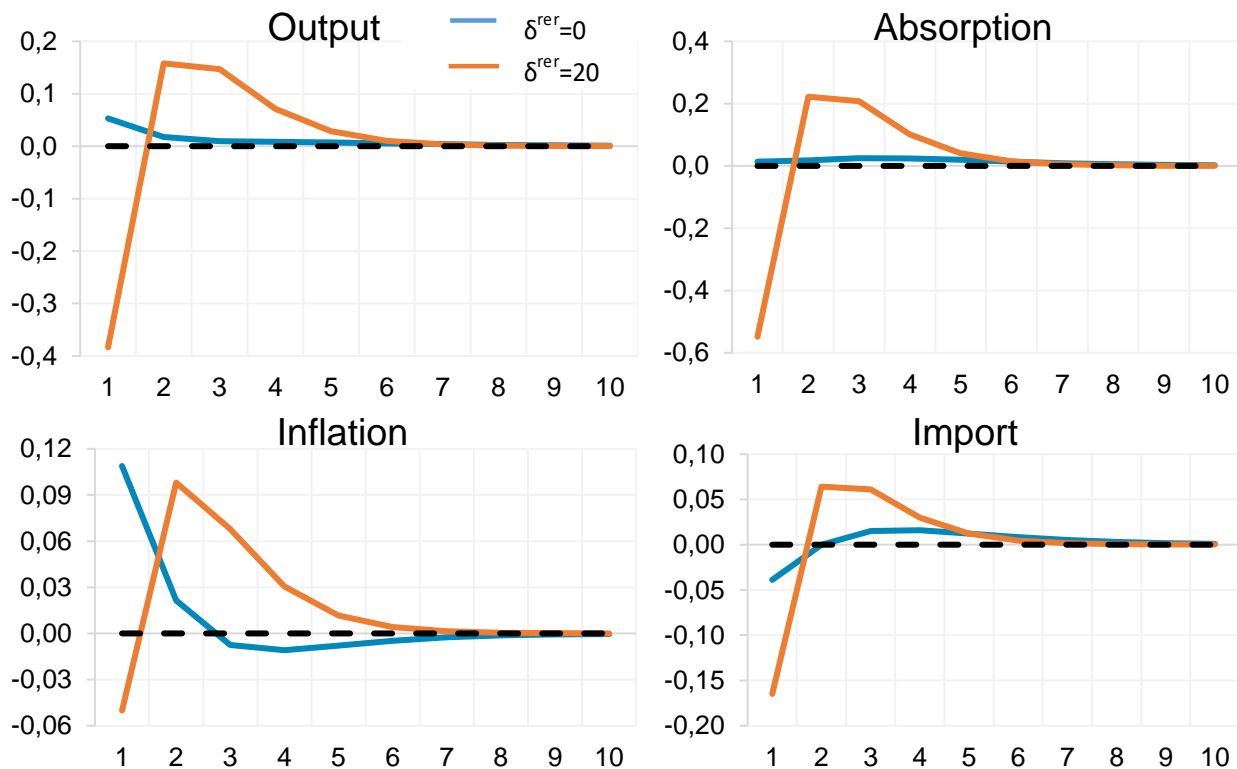 Output
δʳᵉʳ=0
δʳᵉʳ=20
0,2
0,1
0,0
-0,1
-0,2
-0,3
-0,4
1 2 3 4 5 6 7 8 9 10
Absorption
0,4
0,2
0,0
-0,2
-0,4
-0,6
1 2 3 4 5 6 7 8 9 10
Inflation
0,12
0,09
0,06
0,03
0,00
-0,03
-0,06
1 2 3 4 5 6 7 8 9 10
Import
0,10
0,05
0,00
-0,05
-0,10
-0,15
-0,20
1 2 3 4 5 6 7 8 9 10